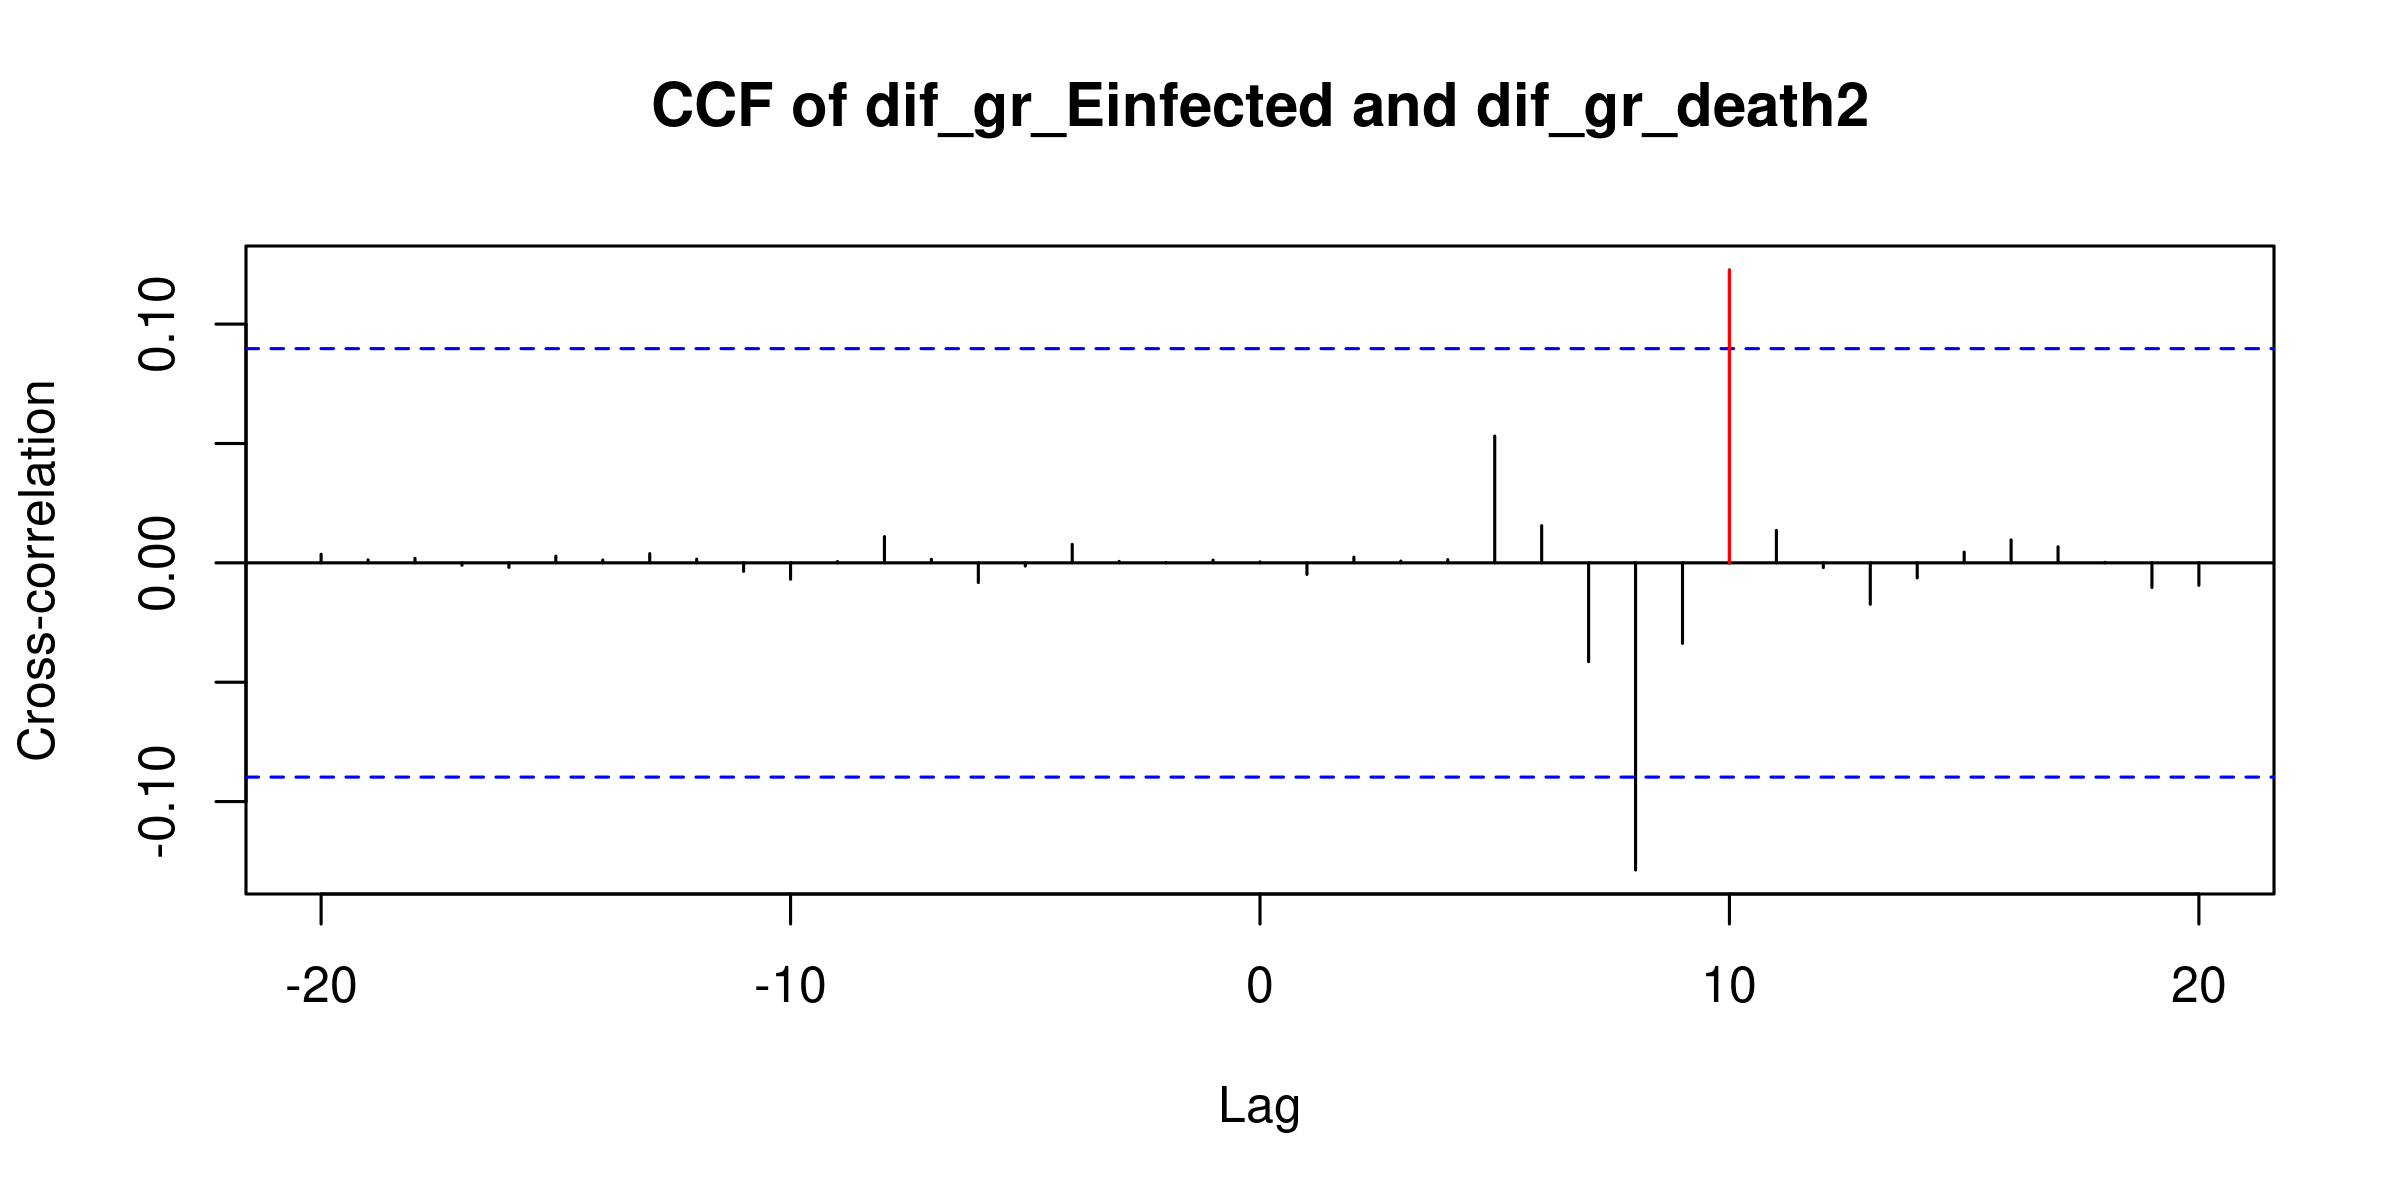 CCF of dif_gr_Einfected and dif_gr_death2
Cross-correlation
0.10
0.00
-0.10
-20 -10 0 10 20
Lag